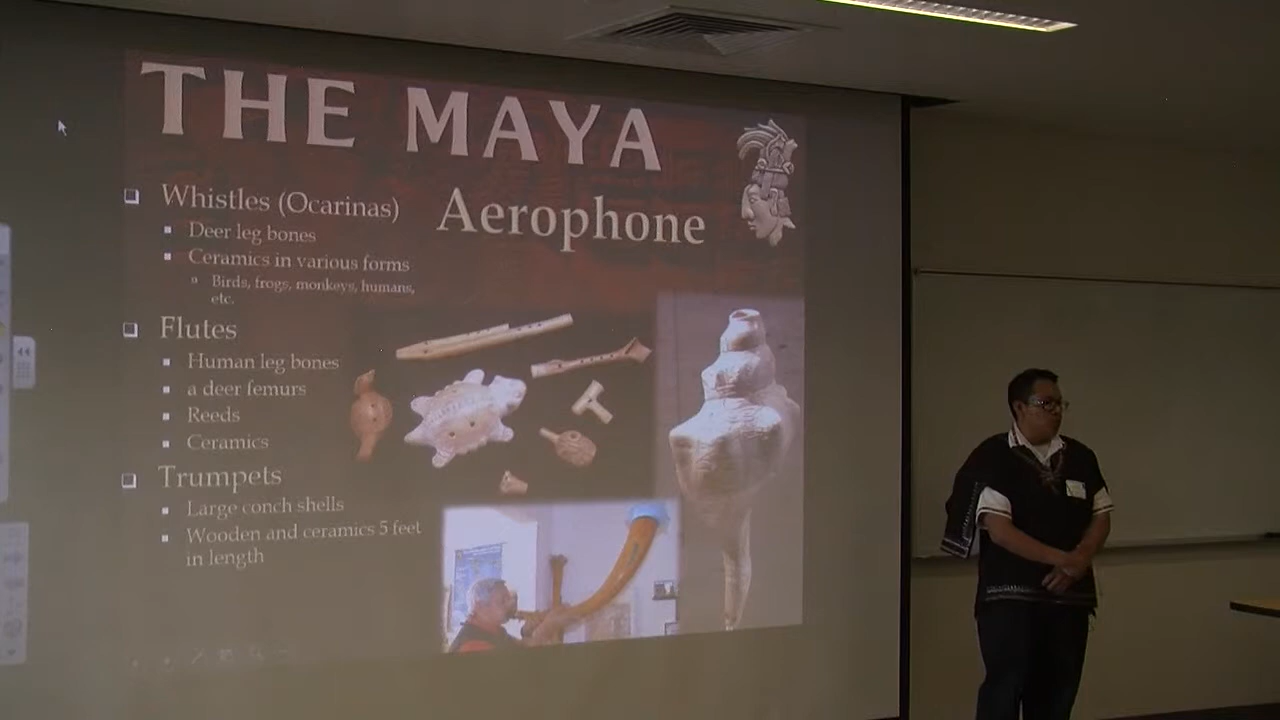 THE MAYA
Aerophone
Whistles (Ocarinas)
Deer leg bones
Ceramics in various forms
Birds, frogs, monkeys, humans,
etc.
Flutes
Human leg bones
a deer femurs
Reeds
Ceramics
Trumpets
Large conch shells
Wooden and ceramics 5 feet
in length